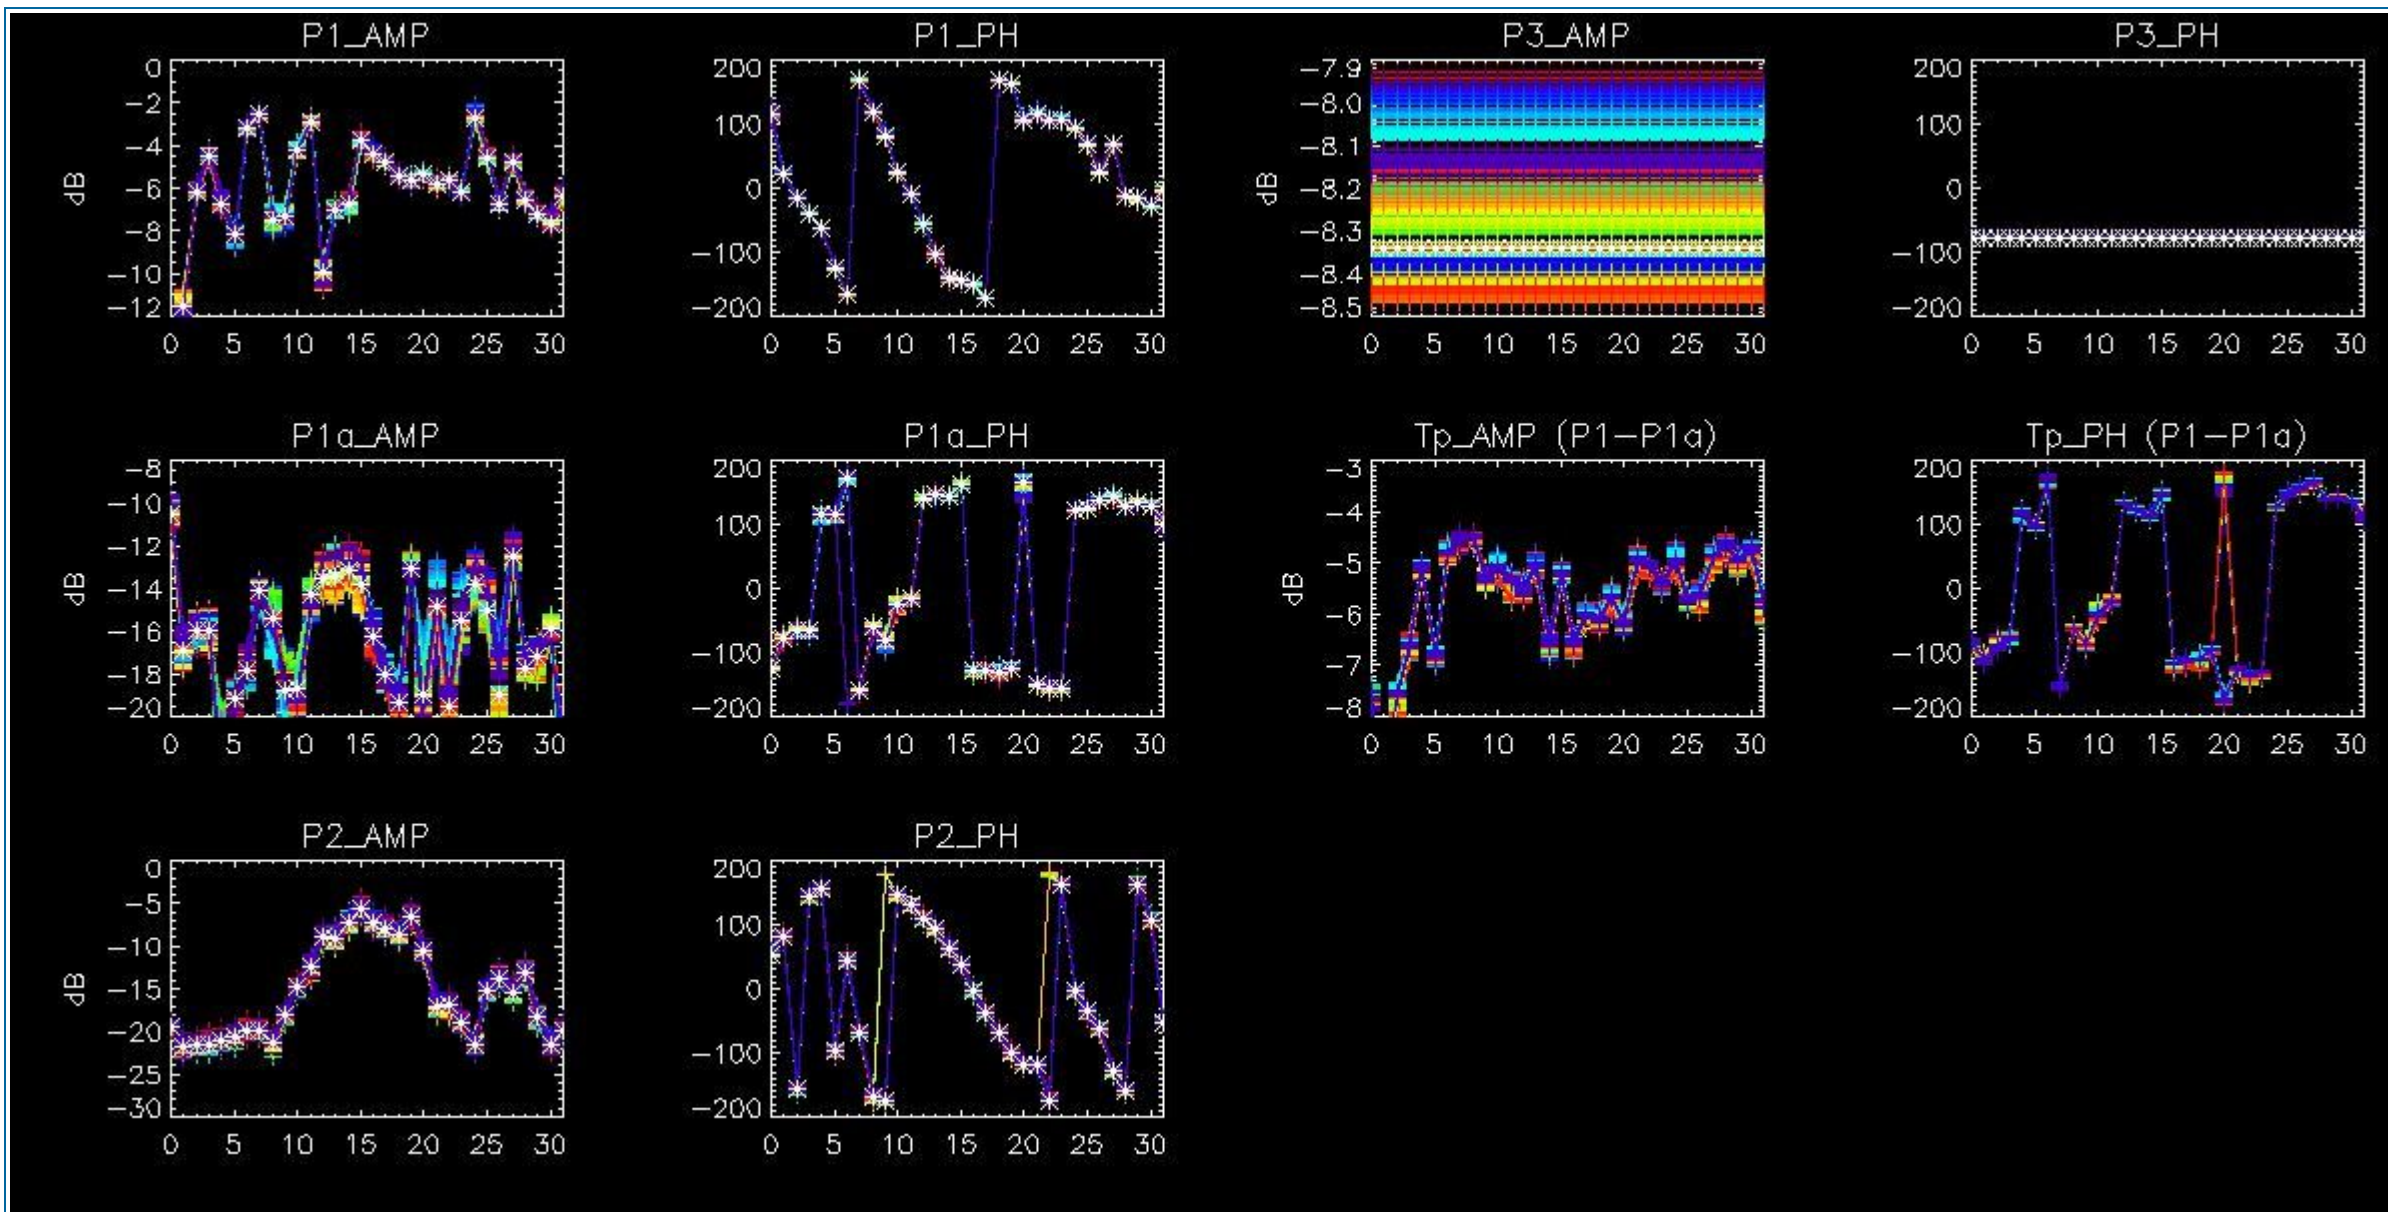 P1_AMP
0
−2
−4
−6
−8
−10
−12
dB
0 5 10 15 20 25 30
P1_PH
200
100
0
−100
−200
0 5 10 15 20 25 30
P3_AMP
−7.9
−8.0
−8.1
−8.2
−8.3
−8.4
−8.5
dB
0 5 10 15 20 25 30
P3_PH
200
100
0
−100
−200
0 5 10 15 20 25 30
P1a_AMP
−8
−10
−12
−14
−16
−18
−20
dB
0 5 10 15 20 25 30
P1a_PH
200
100
0
−100
−200
0 5 10 15 20 25 30
Tp_AMP (P1−P1a)
−3
−4
−5
−6
−7
−8
dB
0 5 10 15 20 25 30
Tp_PH (P1−P1a)
200
100
0
−100
−200
0 5 10 15 20 25 30
P2_AMP
0
−5
−10
−15
−20
−25
−30
dB
0 5 10 15 20 25 30
P2_PH
200
100
0
−100
−200
0 5 10 15 20 25 30